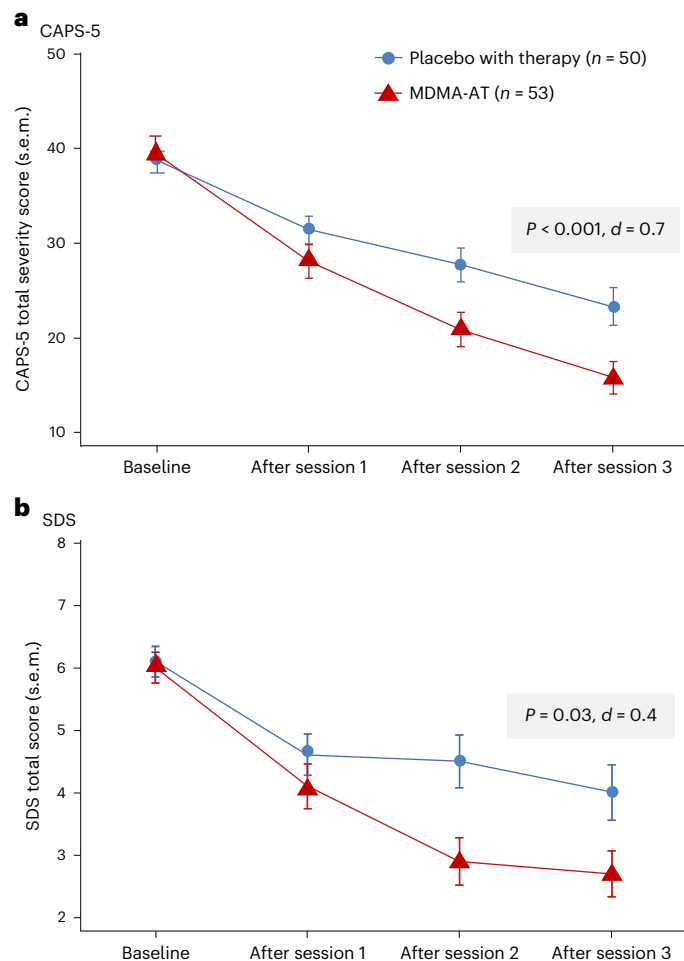 a
CAPS-5
50
40
30
20
10
CAPS-5 total severity score (s.e.m.)
Placebo with therapy (n = 50)
MDMA-AT (n = 53)
P < 0.001, d = 0.7
Baseline
After session 1
After session 2
After session 3
b
SDS
8
7
6
5
4
3
2
SDS total score (s.e.m.)
P = 0.03, d = 0.4
Baseline
After session 1
After session 2
After session 3